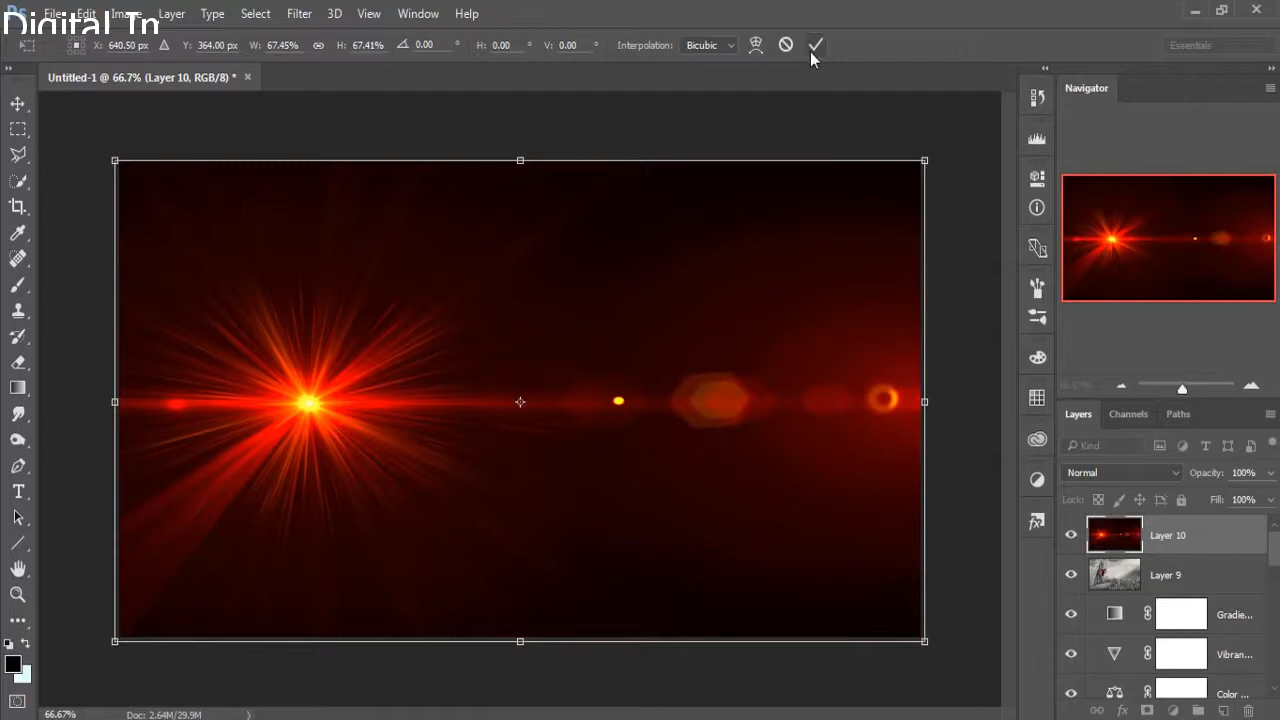 Ps File Edit Image Layer Type Select Filter 3D View Window Help
Digital Tr
X: 640.50 px Y: 364.00 px W: 67.45% H: 67.41% 0.00 ° H: 0.00 ° V: 0.00 ° Interpolation: Bicubic Essentials
Untitled-1 @ 66.7% (Layer 10, RGB/8) * ×
Navigator
Layers Channels Paths
Kind
Normal Opacity: 100%
Lock: Fill: 100%
Layer 10
Layer 9
Gradie...
Vibran...
Color ...
66.67% Doc: 2.64M/29.9M